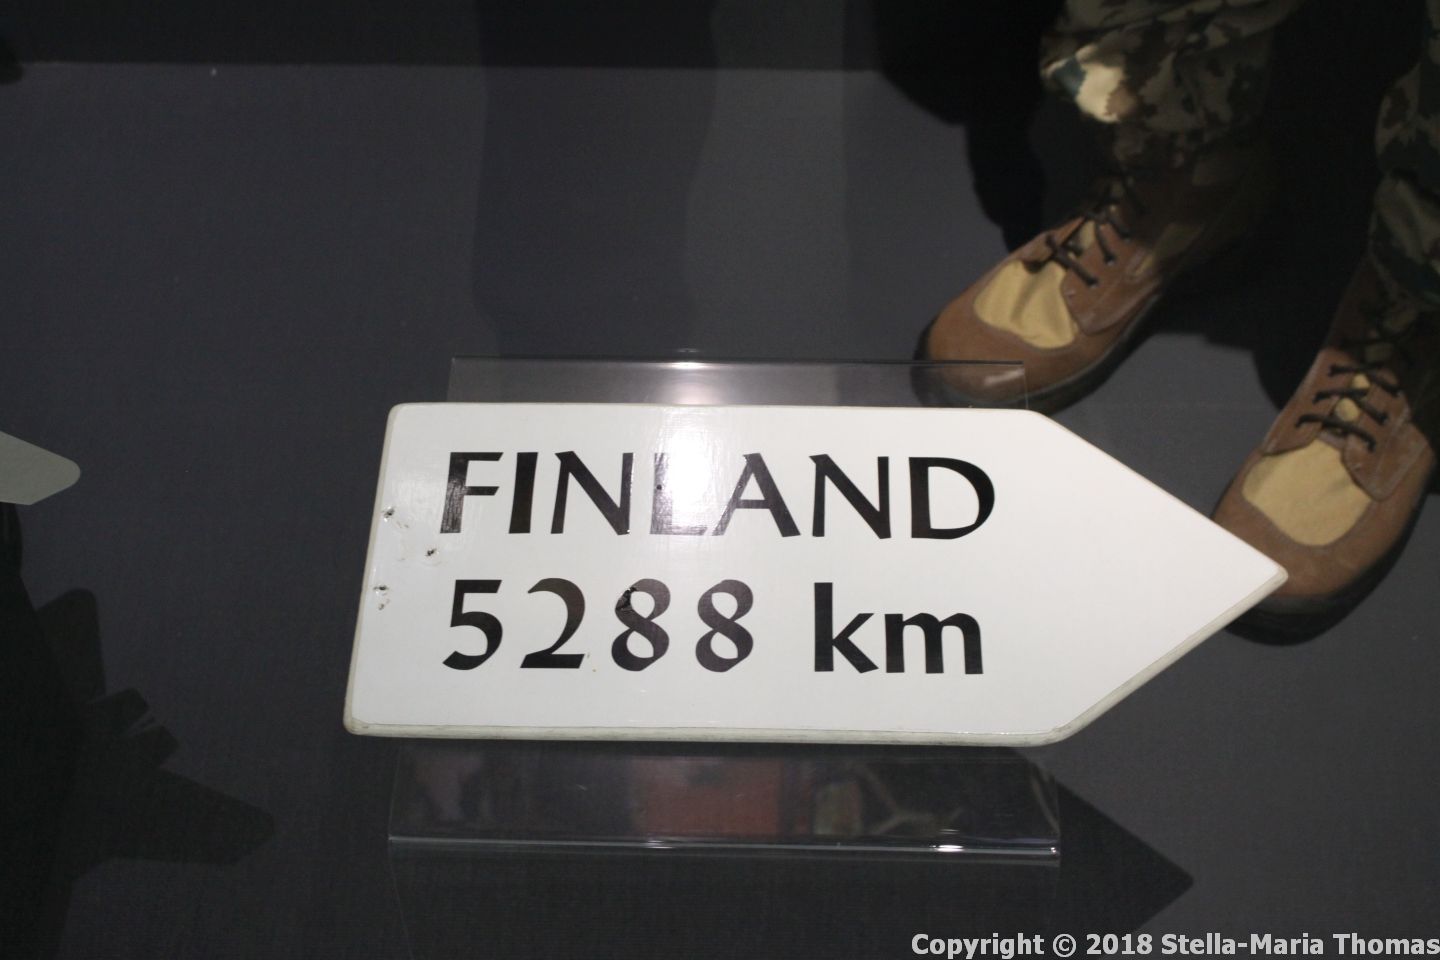 FINLAND
5288 km
Copyright © 2018 Stella-Maria Thomas